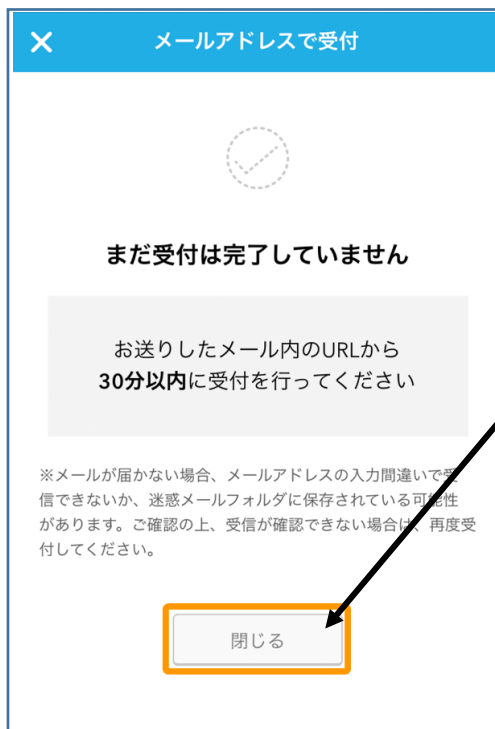 メールアドレスで受付
まだ受付は完了していません
お送りしたメール内のURLから
30分以内に受付を行ってください
※メールが届かない場合、メールアドレスの入力間違いで受
信できないか、迷惑メールフォルダに保存されている可能性
があります。ご確認の上、受信が確認できない場合は、再度受
付してください。
閉じる